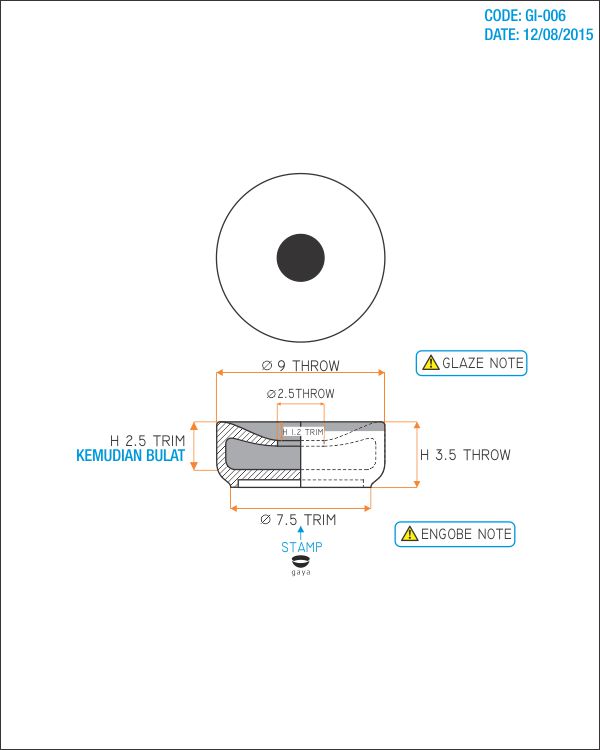 CODE: GI-006
DATE: 12/08/2015
Ø 9 THROW
GLAZE NOTE
Ø2.5THROW
H 1.2 TRIM
H 2.5 TRIM
KEMUDIAN BULAT
H 3.5 THROW
Ø 7.5 TRIM
ENGOBE NOTE
STAMP
gaya